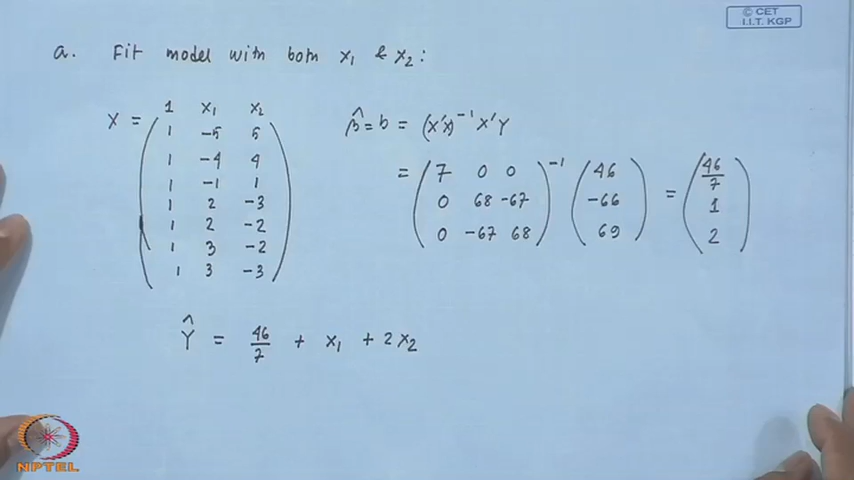 © CET
I.I.T. KGP
a. Fit model with both x₁ & x₂ :
X = ( 1 x₁ x₂
1 -5 5
1 -4 4
1 -1 1
1 2 -3
1 2 -2
1 3 -2
1 3 -3 )
β̂ = b = (X'X)⁻¹ X'Y
= ( 7 0 0
0 68 -67
0 -67 68 )⁻¹ ( 46
-66
69 ) = ( 46/7
1
2 )
Ŷ = 46/7 + x₁ + 2x₂
NPTEL